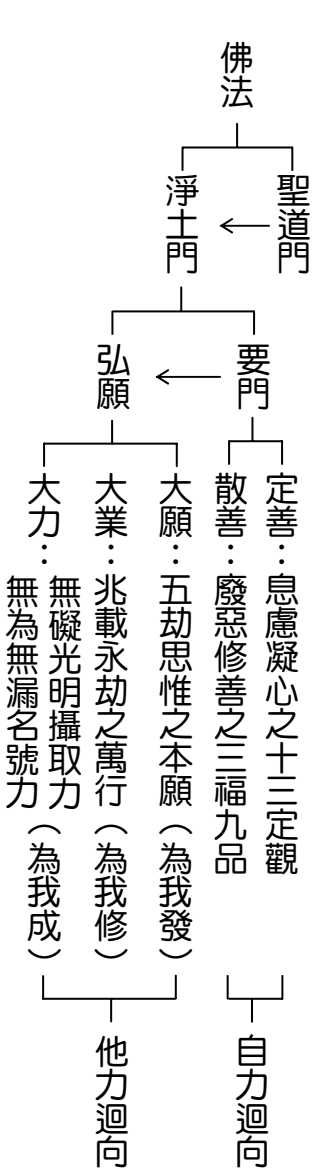 佛法
聖道門
淨土門
要門
弘願
定善：息慮凝心之十三定觀
散善：廢惡修善之三福九品
大願：五劫思惟之本願（為我發）
大業：兆載永劫之萬行（為我修）
大力：無礙光明攝取力
無為無漏名號力（為我成）
自力迴向
他力迴向